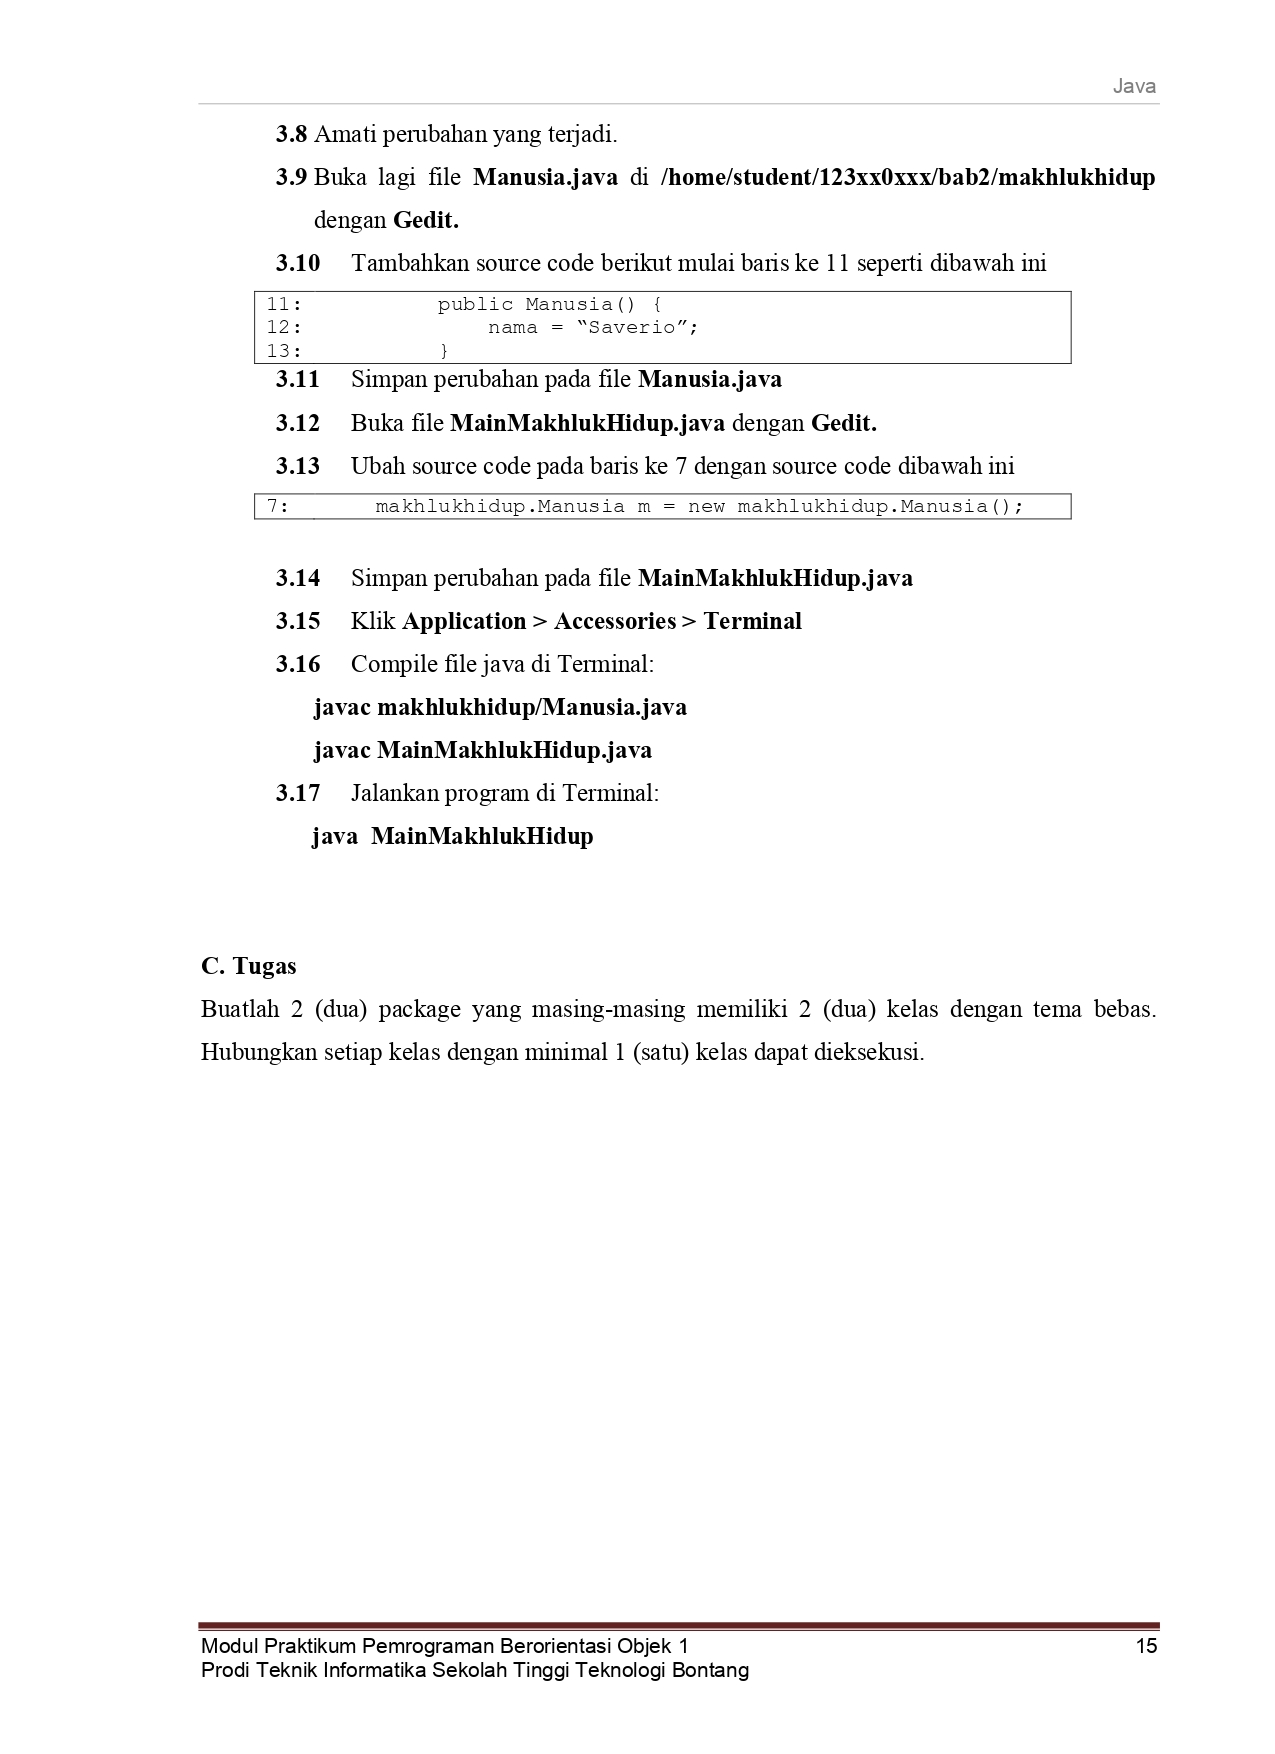 Java
3.8 Amati perubahan yang terjadi.
3.9 Buka lagi file Manusia.java di /home/student/123xx0xxx/bab2/makhlukhidup
dengan Gedit.
3.10 Tambahkan source code berikut mulai baris ke 11 seperti dibawah ini
11: public Manusia() {
12: nama = “Saverio”;
13: }
3.11 Simpan perubahan pada file Manusia.java
3.12 Buka file MainMakhlukHidup.java dengan Gedit.
3.13 Ubah source code pada baris ke 7 dengan source code dibawah ini
7: makhlukhidup.Manusia m = new makhlukhidup.Manusia();
3.14 Simpan perubahan pada file MainMakhlukHidup.java
3.15 Klik Application > Accessories > Terminal
3.16 Compile file java di Terminal:
javac makhlukhidup/Manusia.java
javac MainMakhlukHidup.java
3.17 Jalankan program di Terminal:
java MainMakhlukHidup
C. Tugas
Buatlah 2 (dua) package yang masing-masing memiliki 2 (dua) kelas dengan tema bebas.
Hubungkan setiap kelas dengan minimal 1 (satu) kelas dapat dieksekusi.
Modul Praktikum Pemrograman Berorientasi Objek 1 15
Prodi Teknik Informatika Sekolah Tinggi Teknologi Bontang